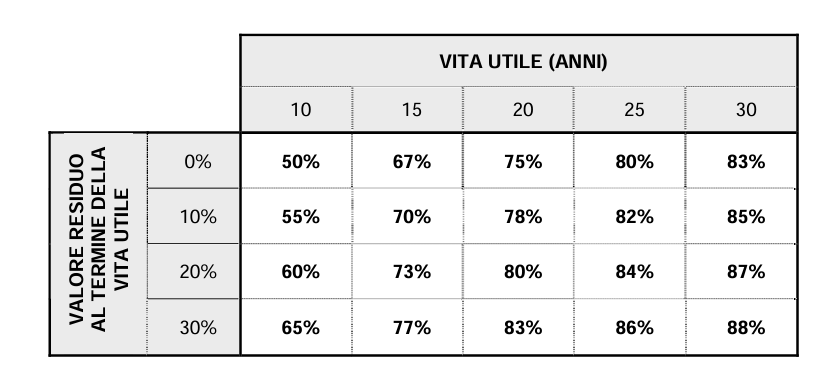 VITA UTILE (ANNI)
10 15 20 25 30
VALORE RESIDUO
AL TERMINE DELLA
VITA UTILE
0% 50% 67% 75% 80% 83%
10% 55% 70% 78% 82% 85%
20% 60% 73% 80% 84% 87%
30% 65% 77% 83% 86% 88%